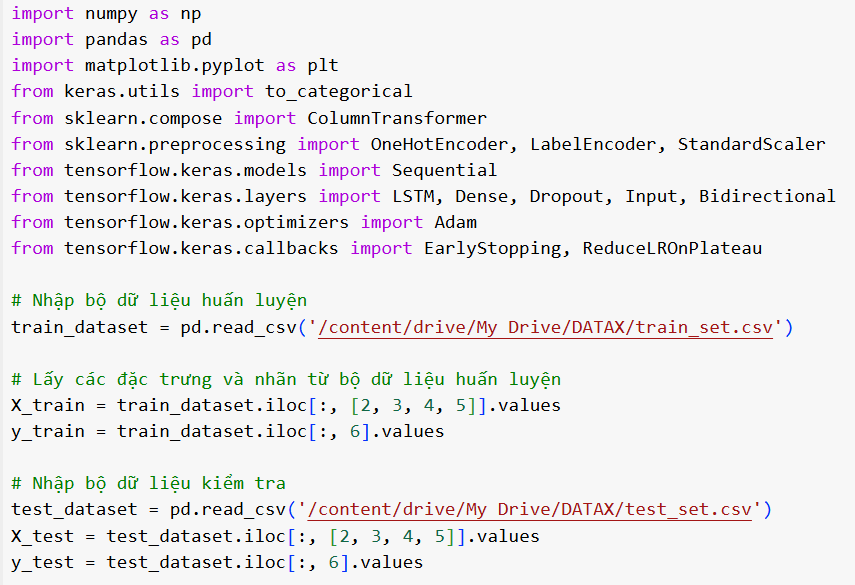 import numpy as np
import pandas as pd
import matplotlib.pyplot as plt
from keras.utils import to_categorical
from sklearn.compose import ColumnTransformer
from sklearn.preprocessing import OneHotEncoder, LabelEncoder, StandardScaler
from tensorflow.keras.models import Sequential
from tensorflow.keras.layers import LSTM, Dense, Dropout, Input, Bidirectional
from tensorflow.keras.optimizers import Adam
from tensorflow.keras.callbacks import EarlyStopping, ReduceLROnPlateau
# Nhập bộ dữ liệu huấn luyện
train_dataset = pd.read_csv('/content/drive/My Drive/DATAX/train_set.csv')
# Lấy các đặc trưng và nhãn từ bộ dữ liệu huấn luyện
X_train = train_dataset.iloc[:, [2, 3, 4, 5]].values
y_train = train_dataset.iloc[:, 6].values
# Nhập bộ dữ liệu kiểm tra
test_dataset = pd.read_csv('/content/drive/My Drive/DATAX/test_set.csv')
X_test = test_dataset.iloc[:, [2, 3, 4, 5]].values
y_test = test_dataset.iloc[:, 6].values